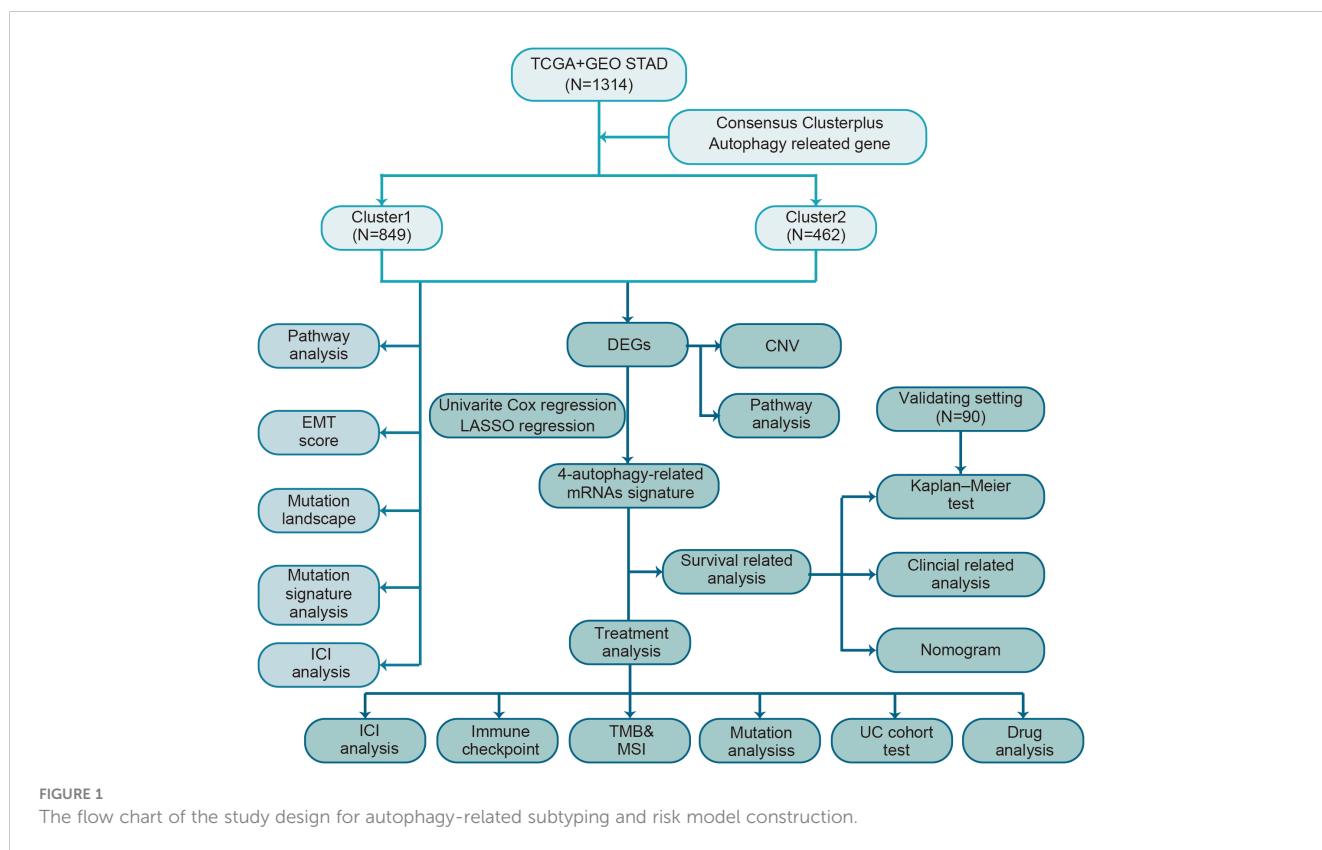 TCGA+GEO STAD
(N=1314)
Consensus Clusterplus
Autophagy releated gene
Cluster1
(N=849)
Cluster2
(N=462)
Pathway
analysis
EMT
score
Mutation
landscape
Mutation
signature
analysis
ICI
analysis
DEGs
CNV
Pathway
analysis
Univarite Cox regression
LASSO regression
4-autophagy-related
mRNAs signature
Validating setting
(N=90)
Kaplan–Meier
test
Survival related
analysis
Clincial related
analysis
Nomogram
Treatment
analysis
ICI
analysis
Immune
checkpoint
TMB&
MSI
Mutation
analysiss
UC cohort
test
Drug
analysis
FIGURE 1
The flow chart of the study design for autophagy-related subtyping and risk model construction.